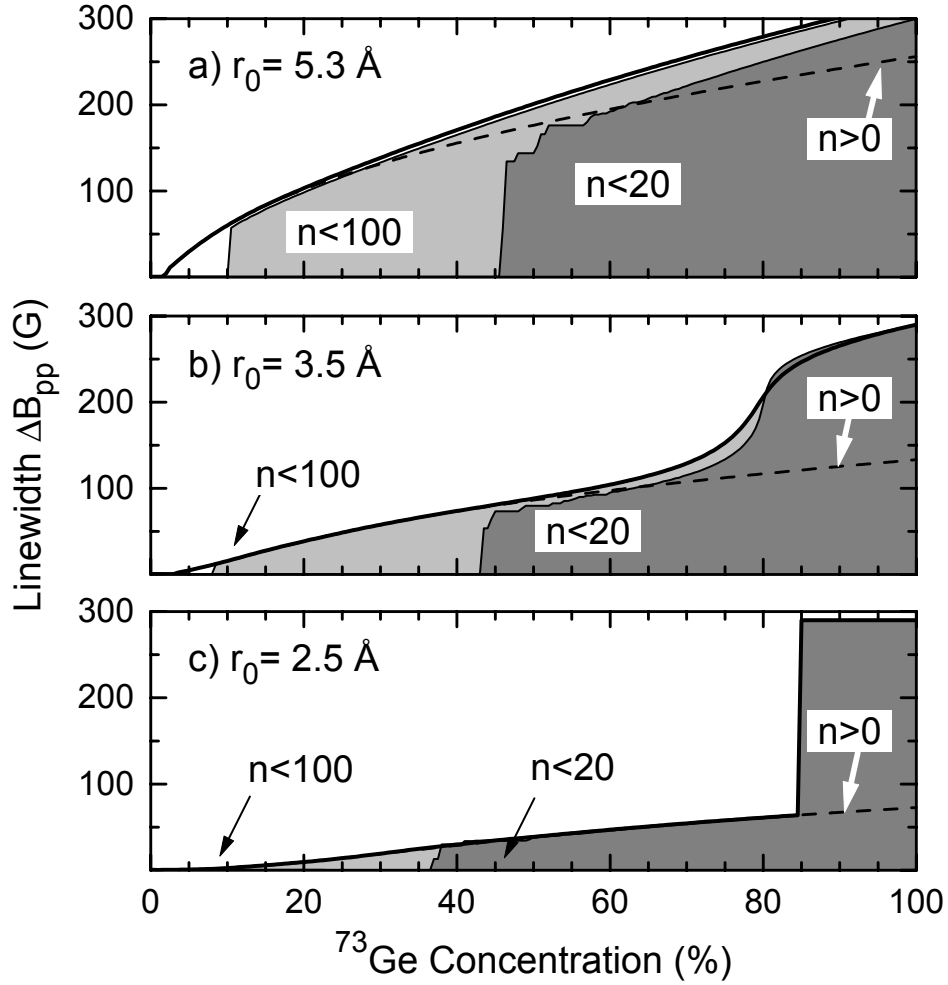 300
a) r₀= 5.3 Å
200
n>0
100
n<100
n<20
300
b) r₀= 3.5 Å
200
n>0
n<100
100
n<20
300
c) r₀= 2.5 Å
200
n>0
n<100
n<20
100
Linewidth ΔBpp (G)
0 20 40 60 80 100
⁷³Ge Concentration (%)